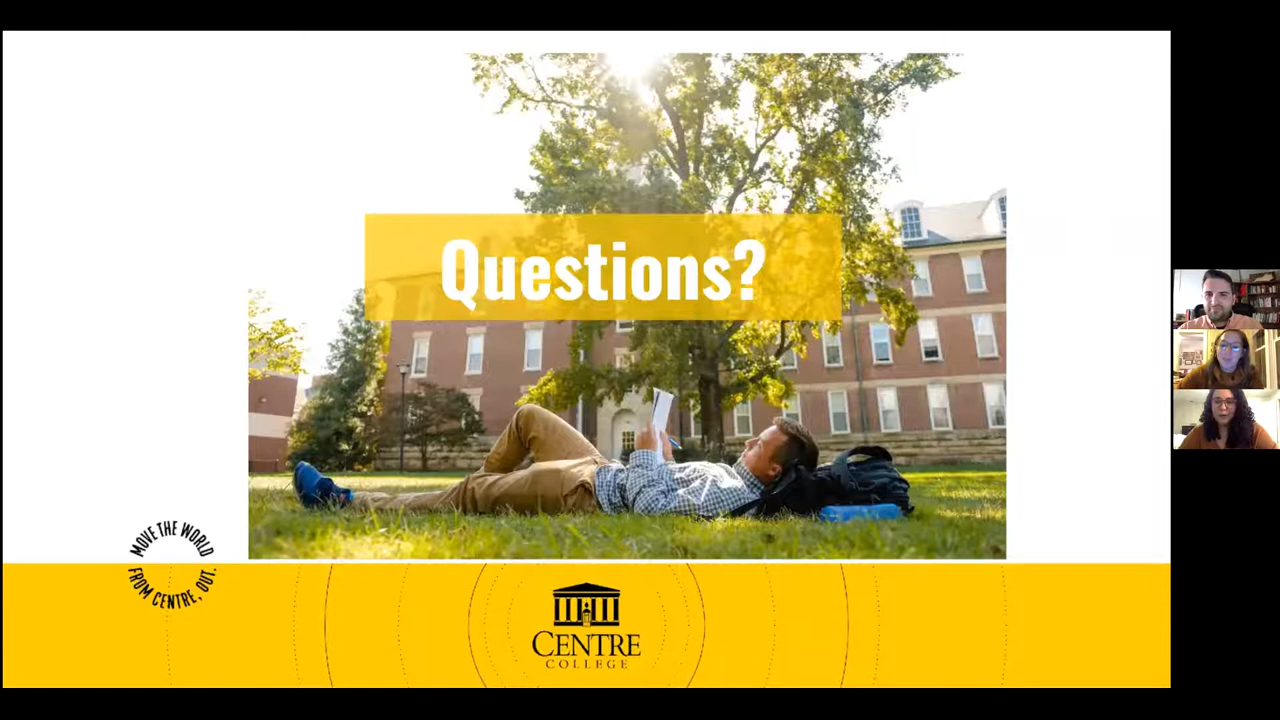 Questions?
MOVE THE WORLD
FROM CENTRE, OUT.
CENTRE
COLLEGE